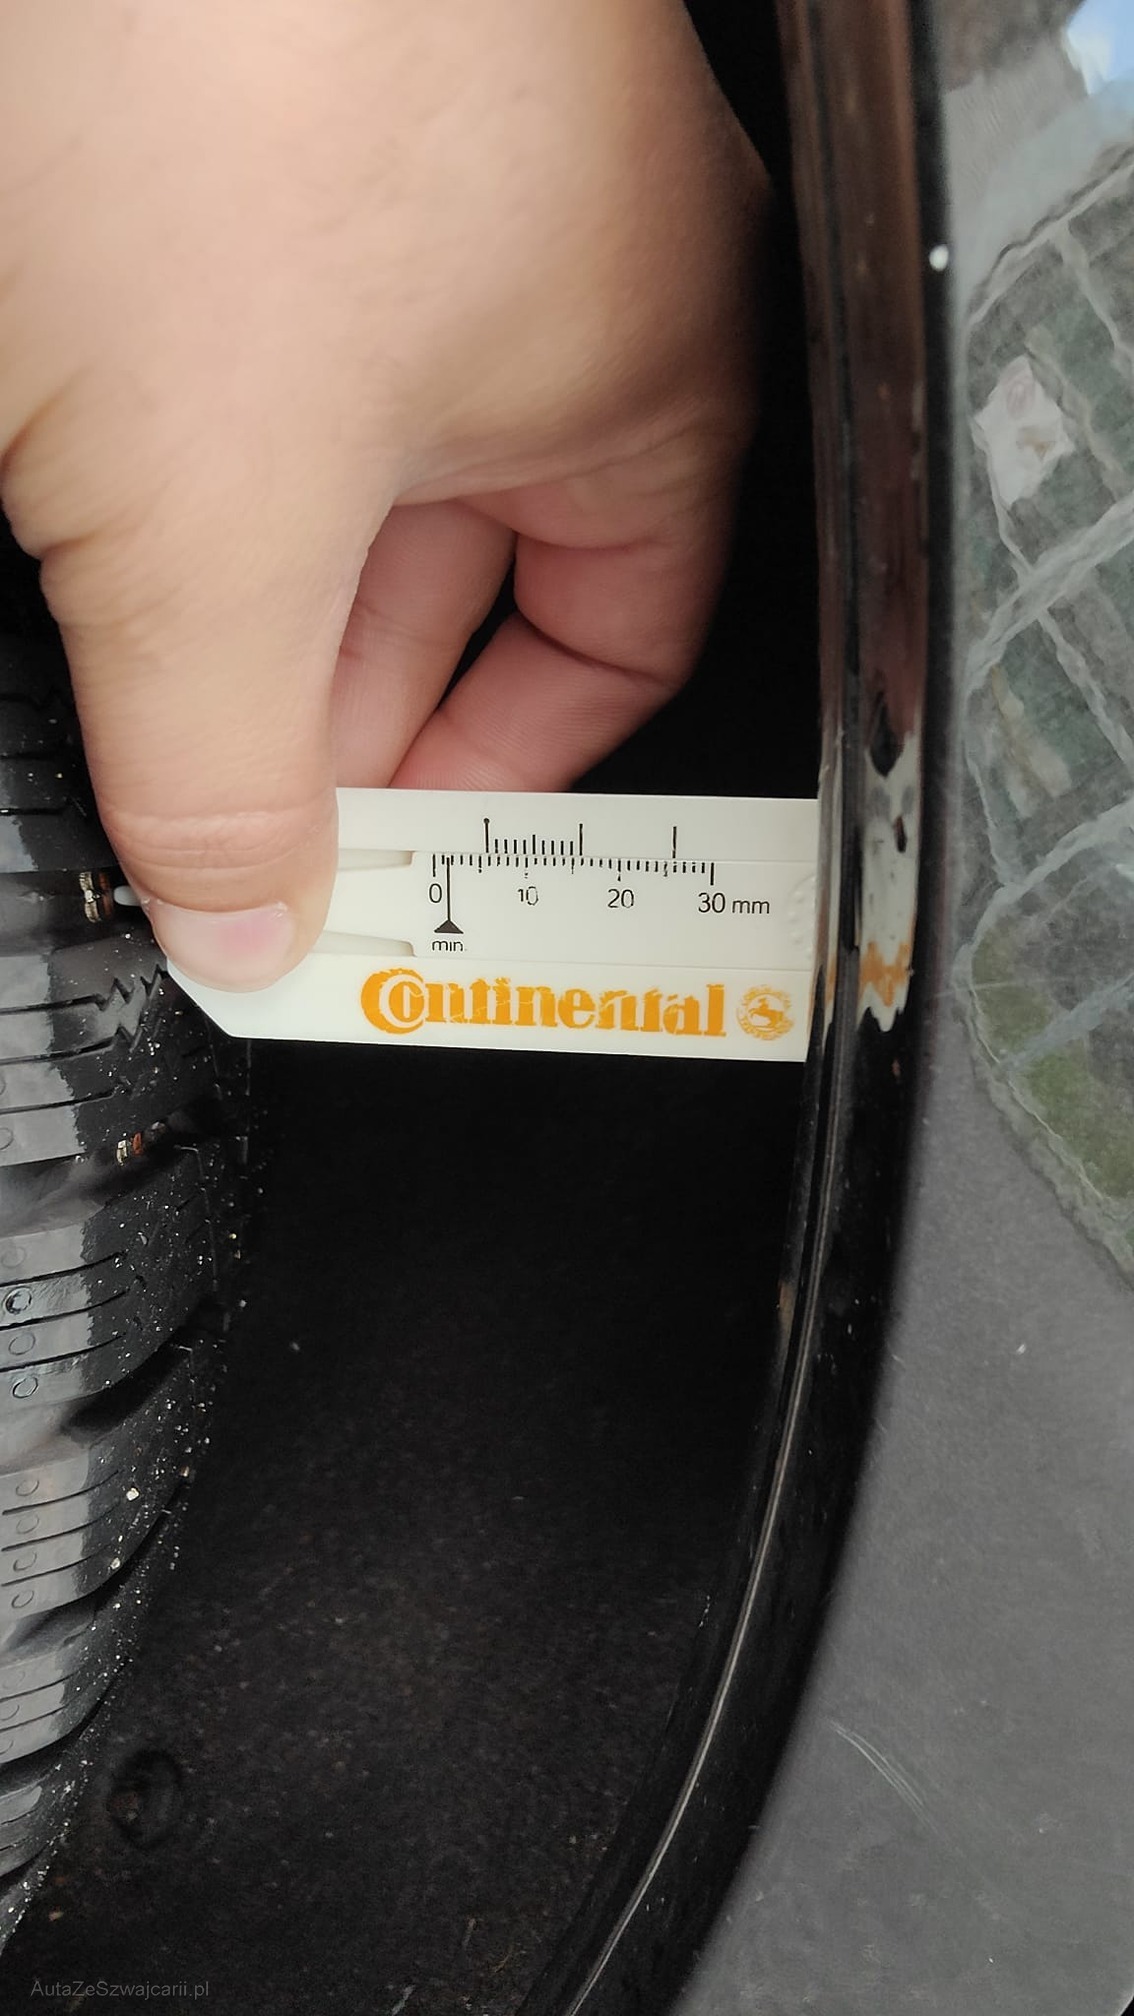 0 10 20 30 mm
min.
Continental
AutaZeSzwajcarii.pl